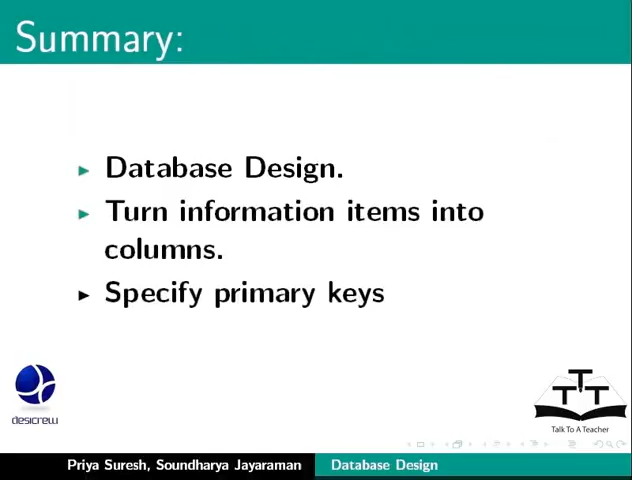 Summary:
Database Design.
Turn information items into
columns.
Specify primary keys
desicrew
TTT
Talk To A Teacher
Priya Suresh, Soundharya Jayaraman
Database Design